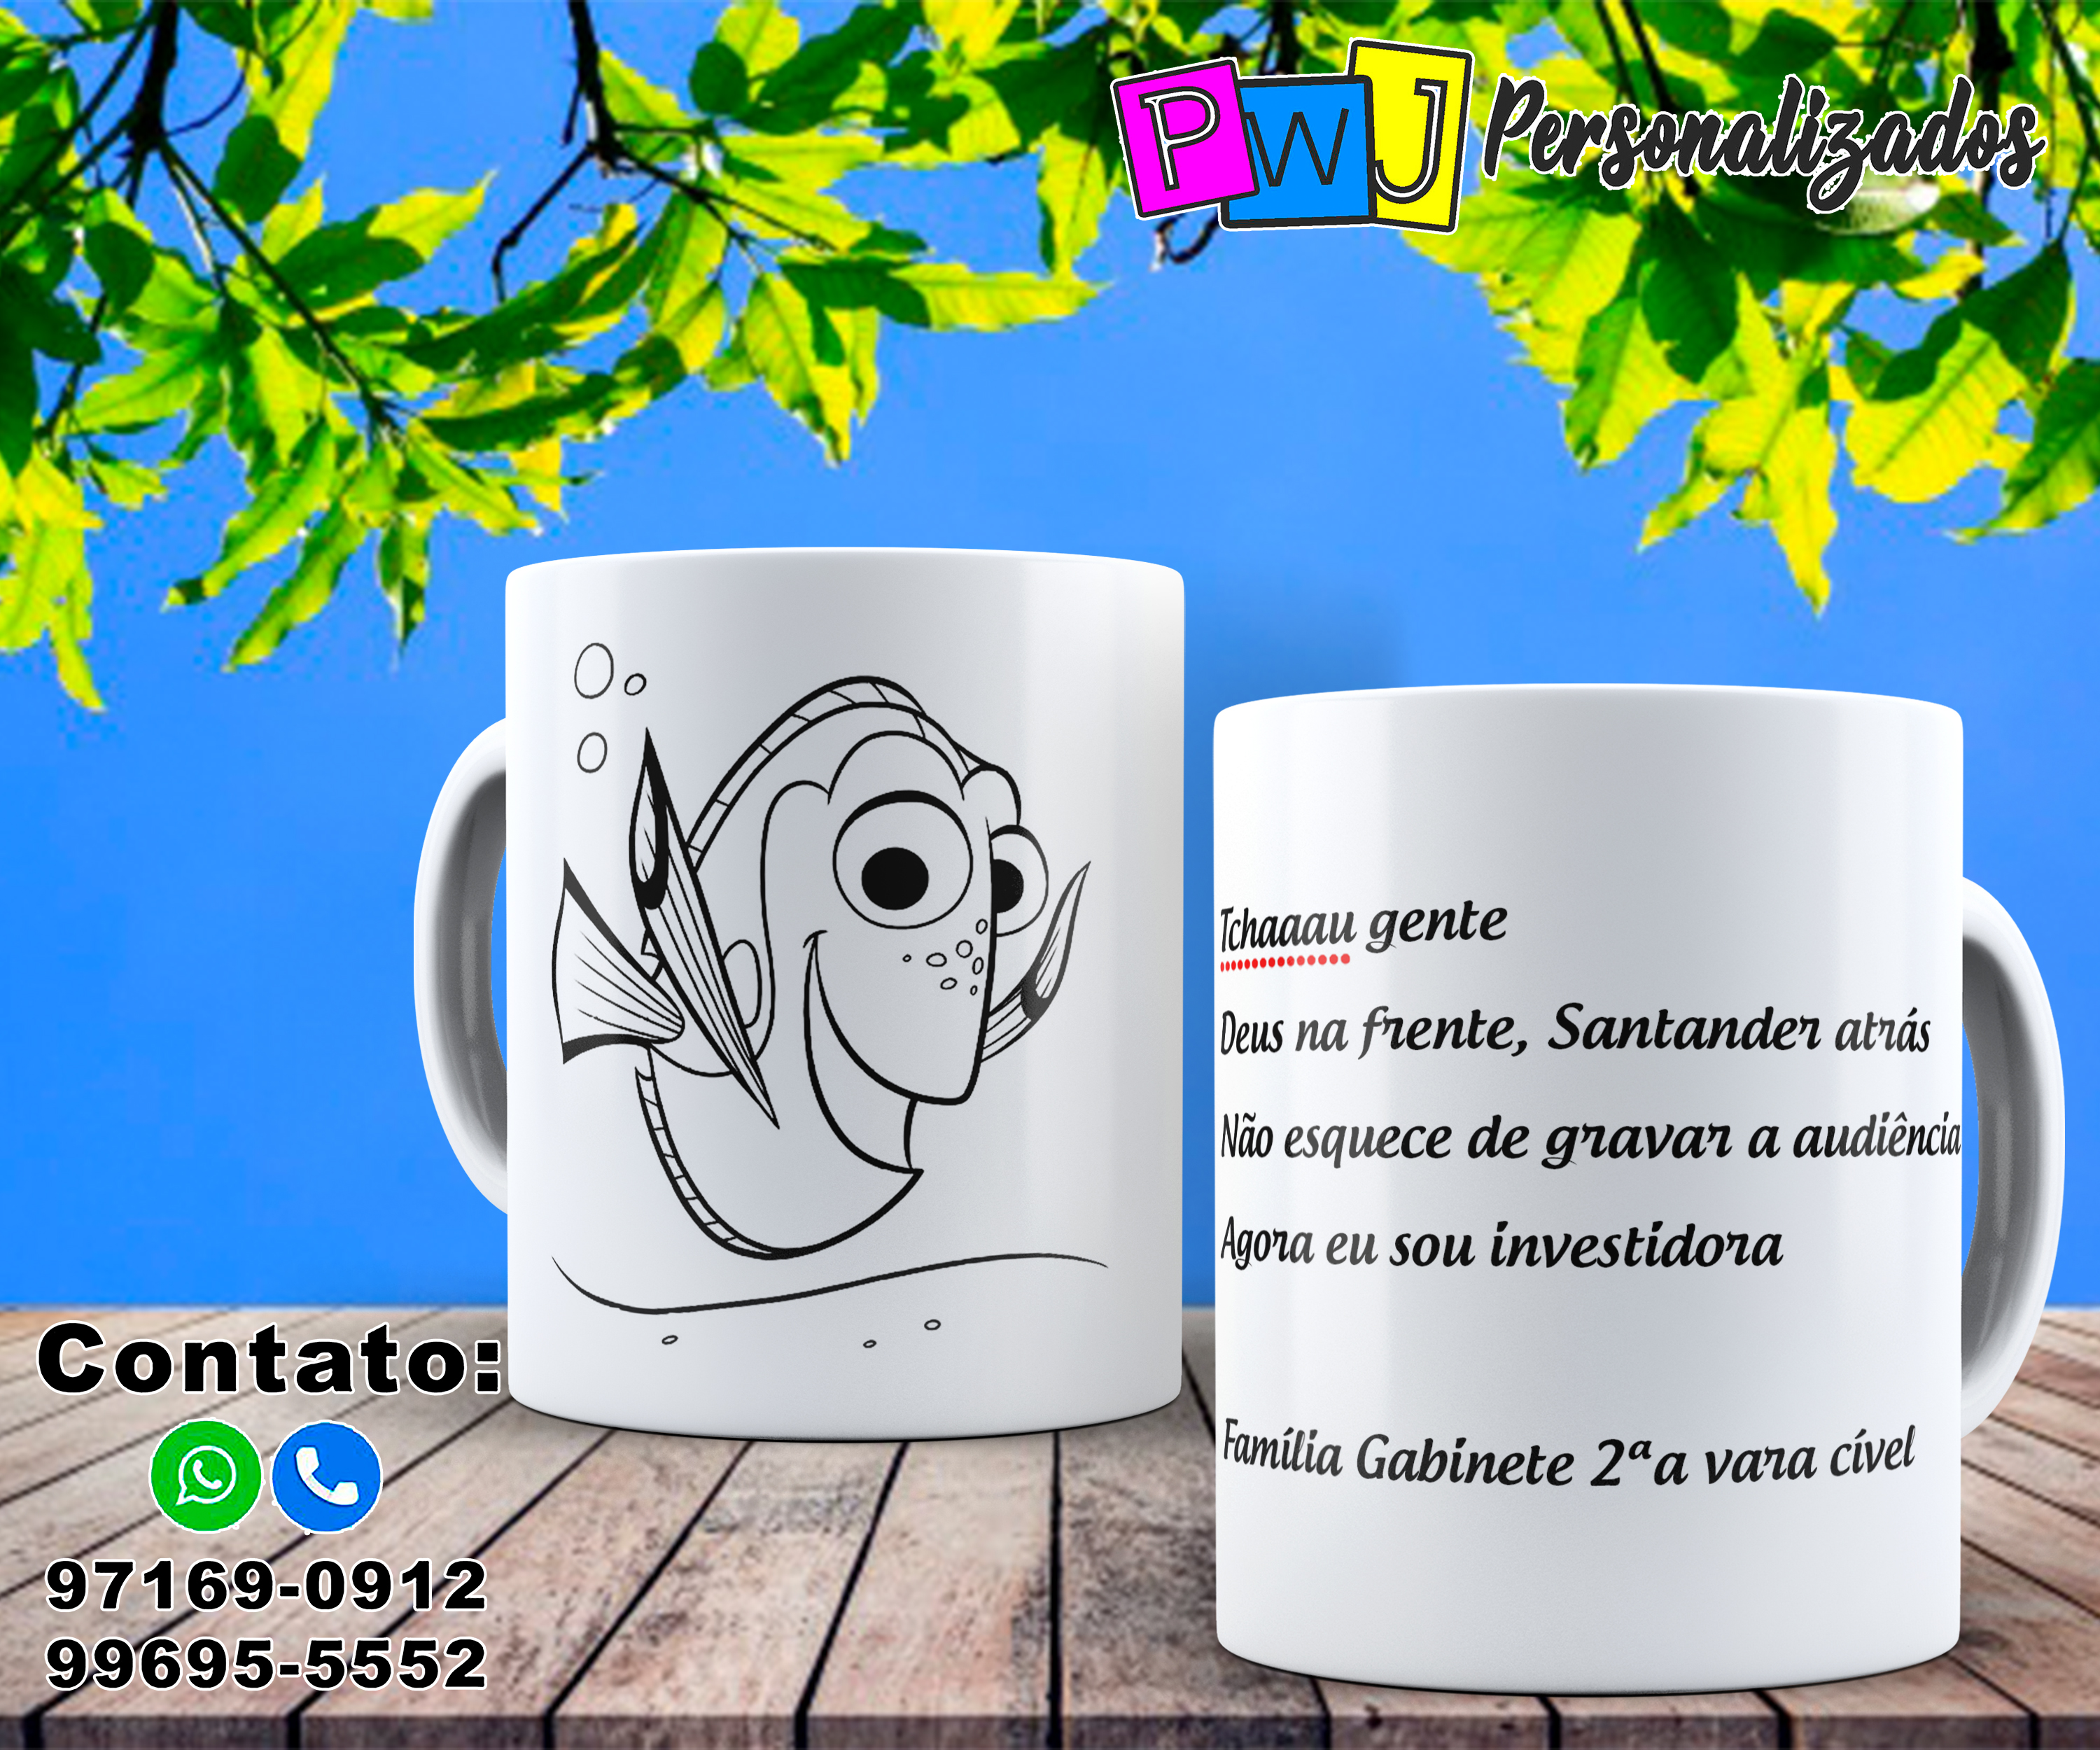 PWJ Personalizados
Tchaaaau gente
Deus na frente, Santander atrás
Não esquece de gravar a audiência
Agora eu sou investidora
Família Gabinete 2ªa vara cível
Contato:
97169-0912
99695-5552